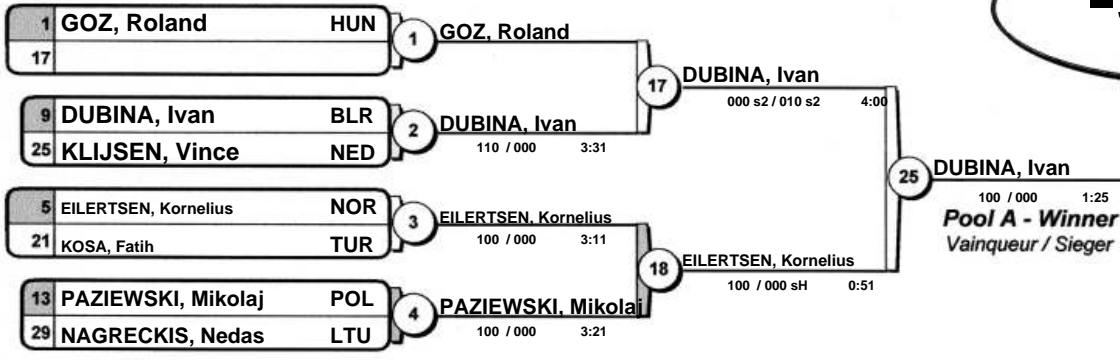 1 GOZ, Roland HUN
17
1 GOZ, Roland
9 DUBINA, Ivan BLR
25 KLIJSEN, Vince NED
2 DUBINA, Ivan
110 / 000 3:31
17 DUBINA, Ivan
000 s2 / 010 s2 4:00
5 EILERTSEN, Kornelius NOR
21 KOSA, Fatih TUR
3 EILERTSEN, Kornelius
100 / 000 3:11
13 PAZIEWSKI, Mikolaj POL
29 NAGRECKIS, Nedas LTU
4 PAZIEWSKI, Mikolaj
100 / 000 3:21
18 EILERTSEN, Kornelius
100 / 000 sH 0:51
25 DUBINA, Ivan
100 / 000 1:25
Pool A - Winner
Vainqueur / Sieger